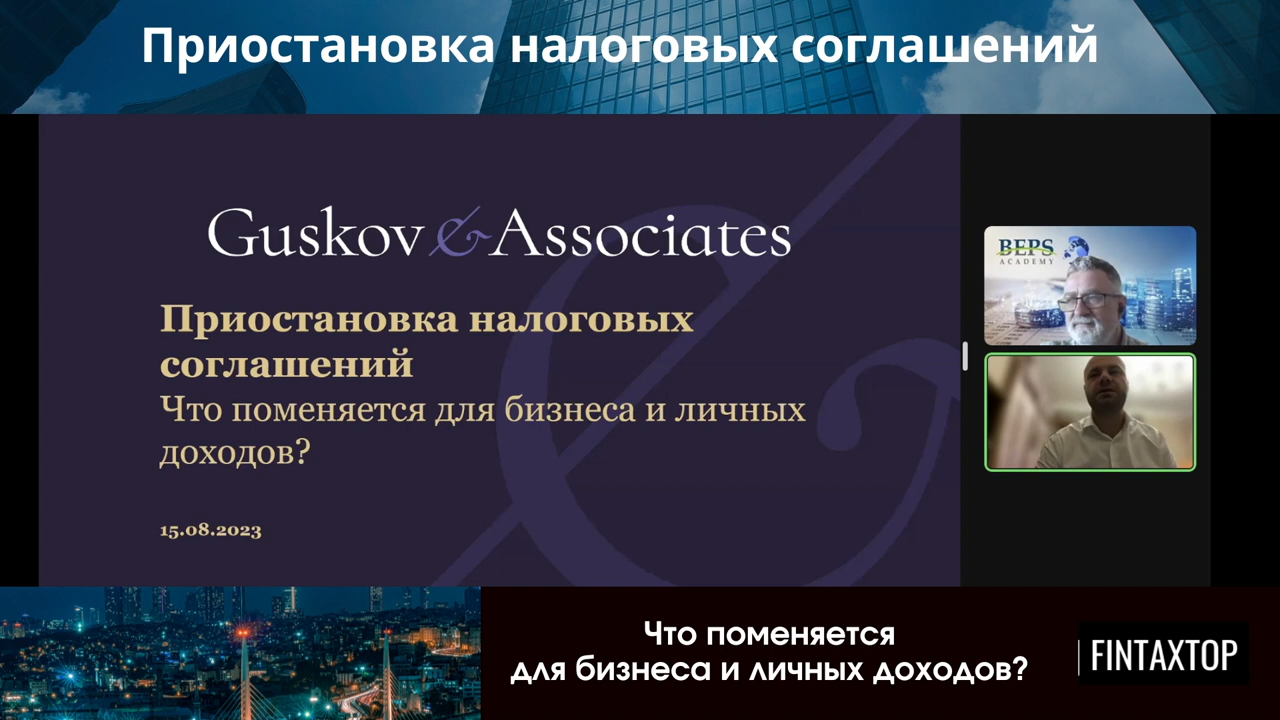 Приостановка налоговых соглашений
Guskov & Associates
Приостановка налоговых
соглашений
Что поменяется для бизнеса и личных
доходов?
15.08.2023
BEPS
ACADEMY
Что поменяется
для бизнеса и личных доходов?
FINTAXTOP